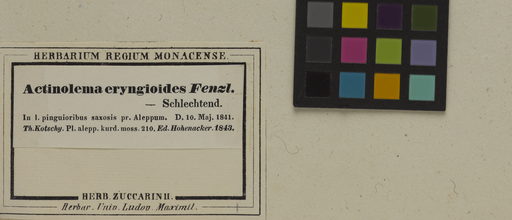 HERBARIUM REGIUM MONACENSE.
Actinolema eryngioides Fenzl.
— Schlechtend.
In l. pinguioribus saxosis pr. Aleppum. D. 10. Maj. 1841.
Th. Kotschy. Pl. alepp. kurd. moss. 210. Ed. Hohenacker. 1843.
HERB. ZUCCARINII.
Herbar. Univ. Ludov. Maximil.